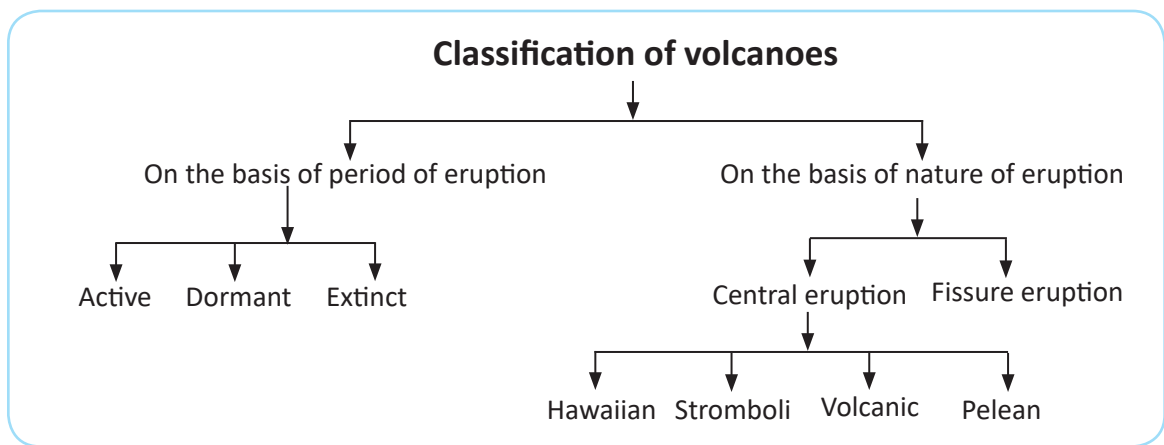 Classification of volcanoes
On the basis of period of eruption
On the basis of nature of eruption
Active
Dormant
Extinct
Central eruption
Fissure eruption
Hawaiian
Stromboli
Volcanic
Pelean